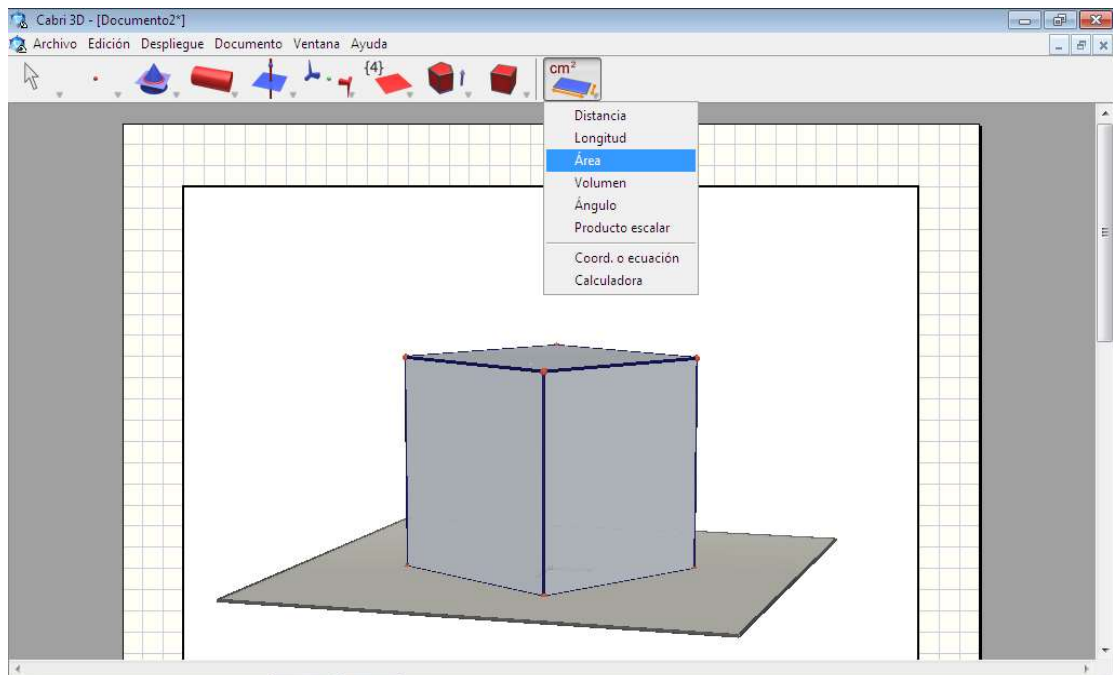 Cabri 3D - [Documento2*]
Archivo Edición Despliegue Documento Ventana Ayuda
{4}
cm²
Distancia
Longitud
Área
Volumen
Ángulo
Producto escalar
Coord. o ecuación
Calculadora